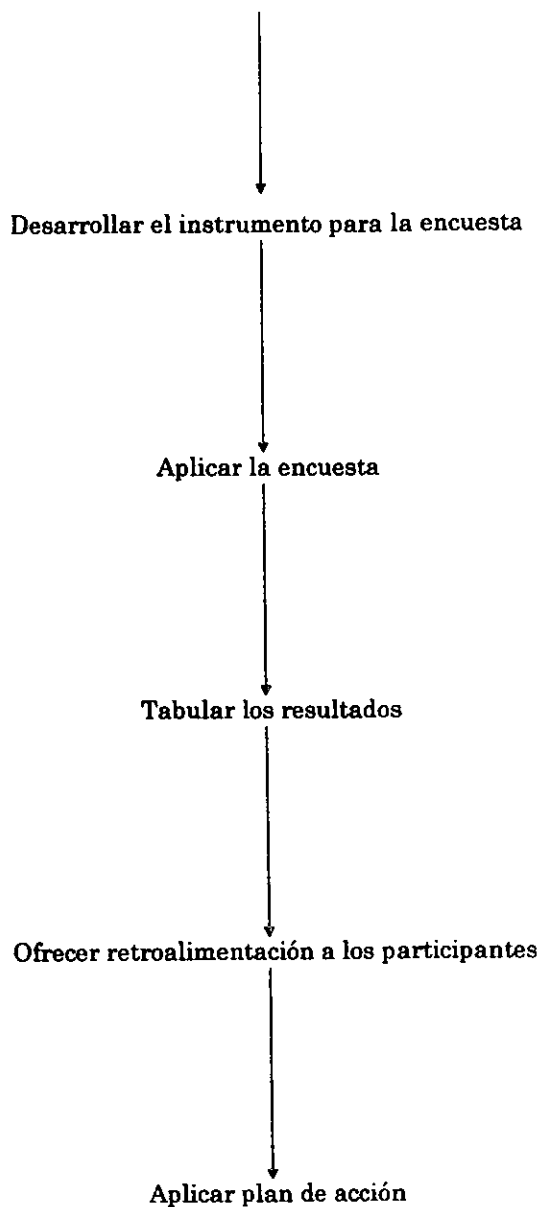 Desarrollar el instrumento para la encuesta
Aplicar la encuesta
Tabular los resultados
Ofrecer retroalimentación a los participantes
Aplicar plan de acción